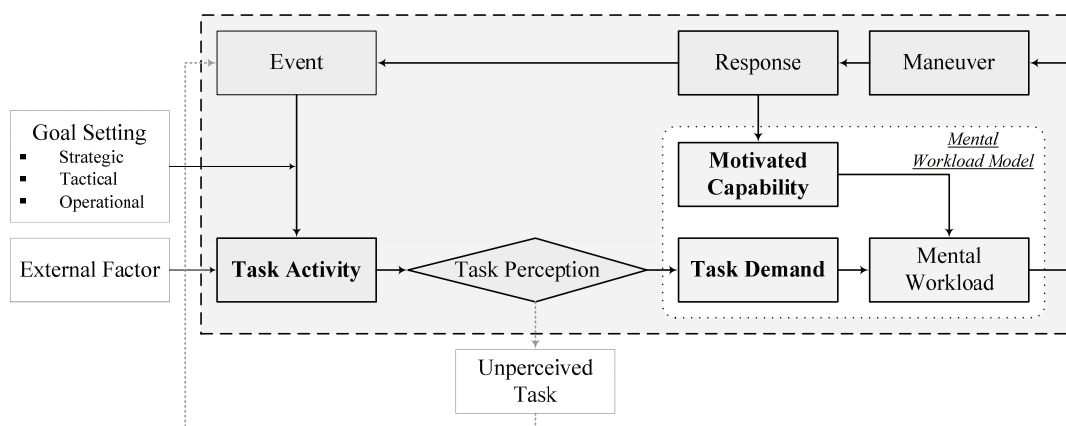 Event
Response
Maneuver
Goal Setting
▪ Strategic
▪ Tactical
▪ Operational
Mental
Workload Model
Motivated
Capability
External Factor
Task Activity
Task Perception
Task Demand
Mental
Workload
Unperceived
Task